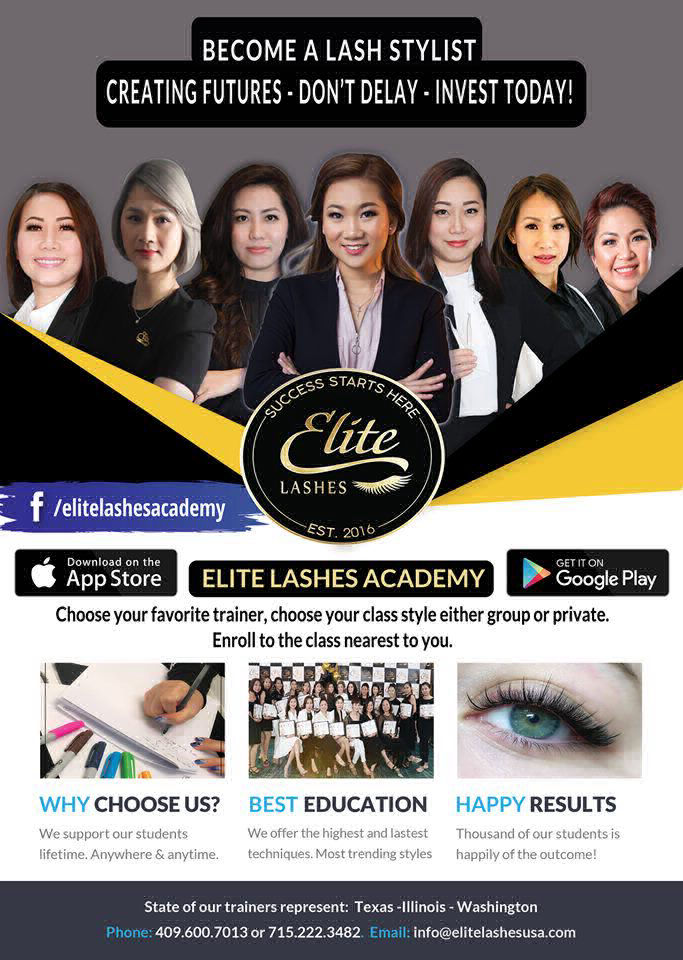 BECOME A LASH STYLIST
CREATING FUTURES - DON'T DELAY - INVEST TODAY!
SUCCESS STARTS HERE
Elite
LASHES
EST. 2016
f /elitelashesacademy
Download on the
App Store
ELITE LASHES ACADEMY
GET IT ON
Google Play
Choose your favorite trainer, choose your class style either group or private.
Enroll to the class nearest to you.
WHY CHOOSE US?
We support our students
lifetime. Anywhere & anytime.
BEST EDUCATION
We offer the highest and lastest
techniques. Most trending styles
HAPPY RESULTS
Thousand of our students is
happily of the outcome!
State of our trainers represent: Texas -Illinois - Washington
Phone: 409.600.7013 or 715.222.3482. Email: info@elitelashesusa.com